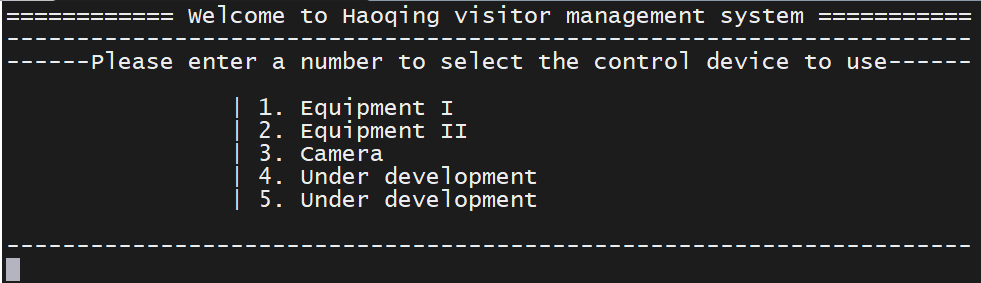 ============ Welcome to Haoqing visitor management system ===========
---------------------------------------------------------------------
------Please enter a number to select the control device to use------
| 1. Equipment I
| 2. Equipment II
| 3. Camera
| 4. Under development
| 5. Under development
---------------------------------------------------------------------